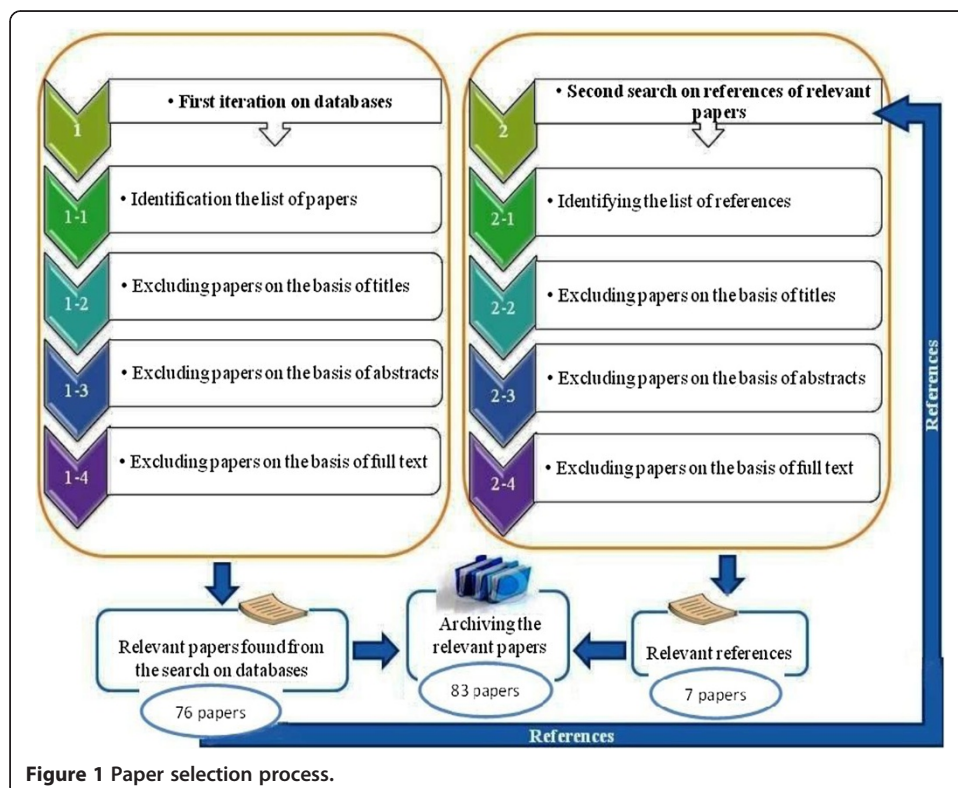 1
• First iteration on databases
1-1
• Identification the list of papers
1-2
• Excluding papers on the basis of titles
1-3
• Excluding papers on the basis of abstracts
1-4
• Excluding papers on the basis of full text
2
• Second search on references of relevant
papers
2-1
• Identifying the list of references
2-2
• Excluding papers on the basis of titles
2-3
• Excluding papers on the basis of abstracts
2-4
• Excluding papers on the basis of full text
References
Relevant papers found from
the search on databases
76 papers
Archiving the
relevant papers
83 papers
Relevant references
7 papers
References
Figure 1 Paper selection process.